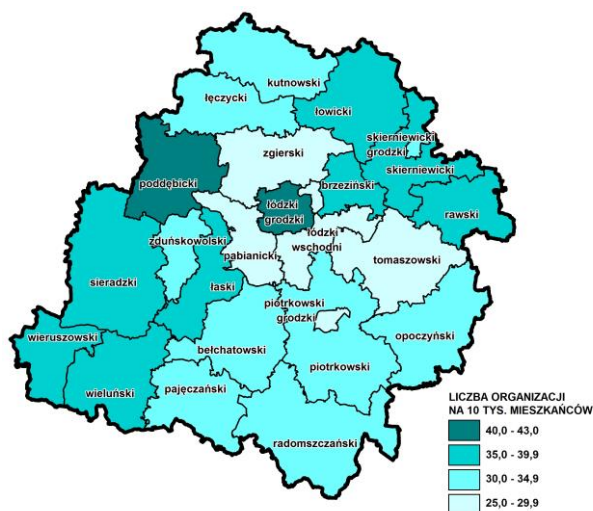 kutnowski
łęczycki
łowicki
skierniewicki
grodzki
zgierski
skierniewicki
poddębicki
brzeziński
łódzki
grodzki
rawski
łódzki
wschodni
zduńskowolski
pabianicki
tomaszowski
sieradzki
łaski
piotrkowski
grodzki
wieruszowski
opoczyński
bełchatowski
piotrkowski
wieluński
pajęczański
radomszczański
LICZBA ORGANIZACJI
NA 10 TYS. MIESZKAŃCÓW
40,0 - 43,0
35,0 - 39,9
30,0 - 34,9
25,0 - 29,9